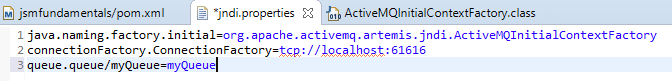 jsmfundamentals/pom.xml
*jndi.properties
ActiveMQInitialContextFactory.class
1 java.naming.factory.initial=org.apache.activemq.artemis.jndi.ActiveMQInitialContextFactory
2 connectionFactory.ConnectionFactory=tcp://localhost:61616
3 queue.queue/myQueue=myQueue